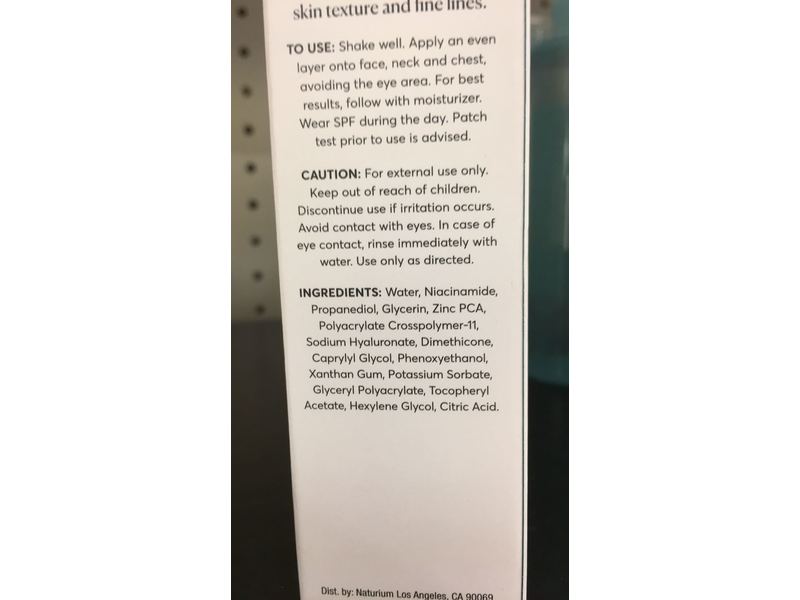 skin texture and fine lines.
TO USE: Shake well. Apply an even
layer onto face, neck and chest,
avoiding the eye area. For best
results, follow with moisturizer.
Wear SPF during the day. Patch
test prior to use is advised.
CAUTION: For external use only.
Keep out of reach of children.
Discontinue use if irritation occurs.
Avoid contact with eyes. In case of
eye contact, rinse immediately with
water. Use only as directed.
INGREDIENTS: Water, Niacinamide,
Propanediol, Glycerin, Zinc PCA,
Polyacrylate Crosspolymer-11,
Sodium Hyaluronate, Dimethicone,
Caprylyl Glycol, Phenoxyethanol,
Xanthan Gum, Potassium Sorbate,
Glyceryl Polyacrylate, Tocopheryl
Acetate, Hexylene Glycol, Citric Acid.
Dist. by: Naturium Los Angeles, CA 90069